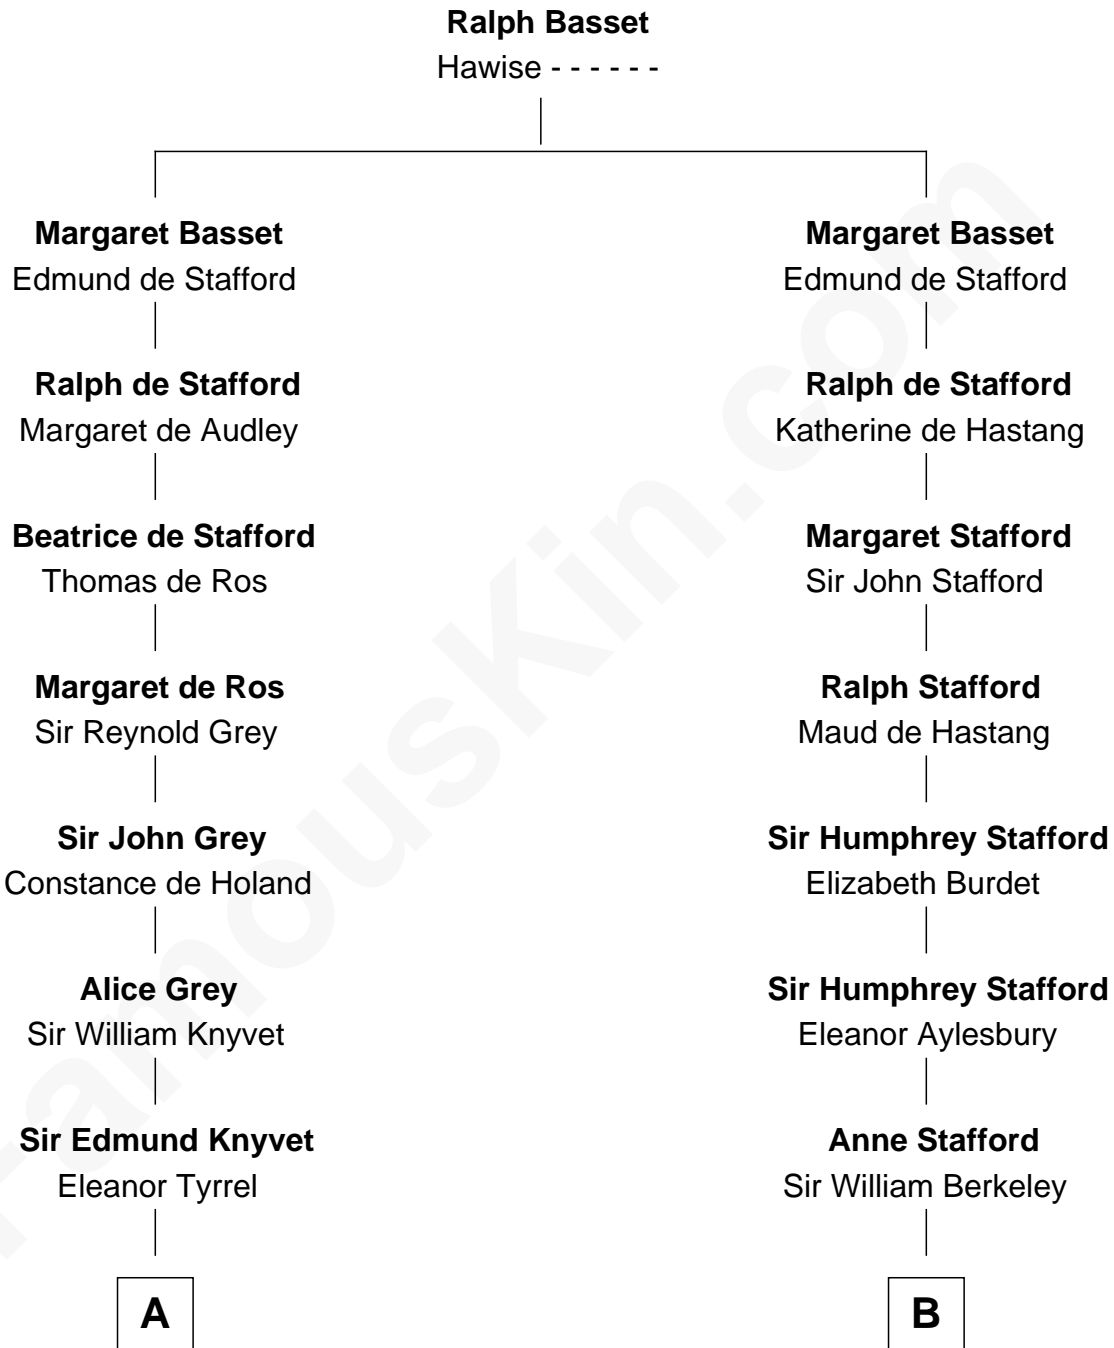 Ralph Basset
Hawise - - - - - -
Margaret Basset
Edmund de Stafford
Margaret Basset
Edmund de Stafford
Ralph de Stafford
Margaret de Audley
Ralph de Stafford
Katherine de Hastang
Beatrice de Stafford
Thomas de Ros
Margaret Stafford
Sir John Stafford
Margaret de Ros
Sir Reynold Grey
Ralph Stafford
Maud de Hastang
Sir John Grey
Constance de Holand
Sir Humphrey Stafford
Elizabeth Burdet
Alice Grey
Sir William Knyvet
Sir Humphrey Stafford
Eleanor Aylesbury
Sir Edmund Knyvet
Eleanor Tyrrel
Anne Stafford
Sir William Berkeley
A
B
FamousKin.com